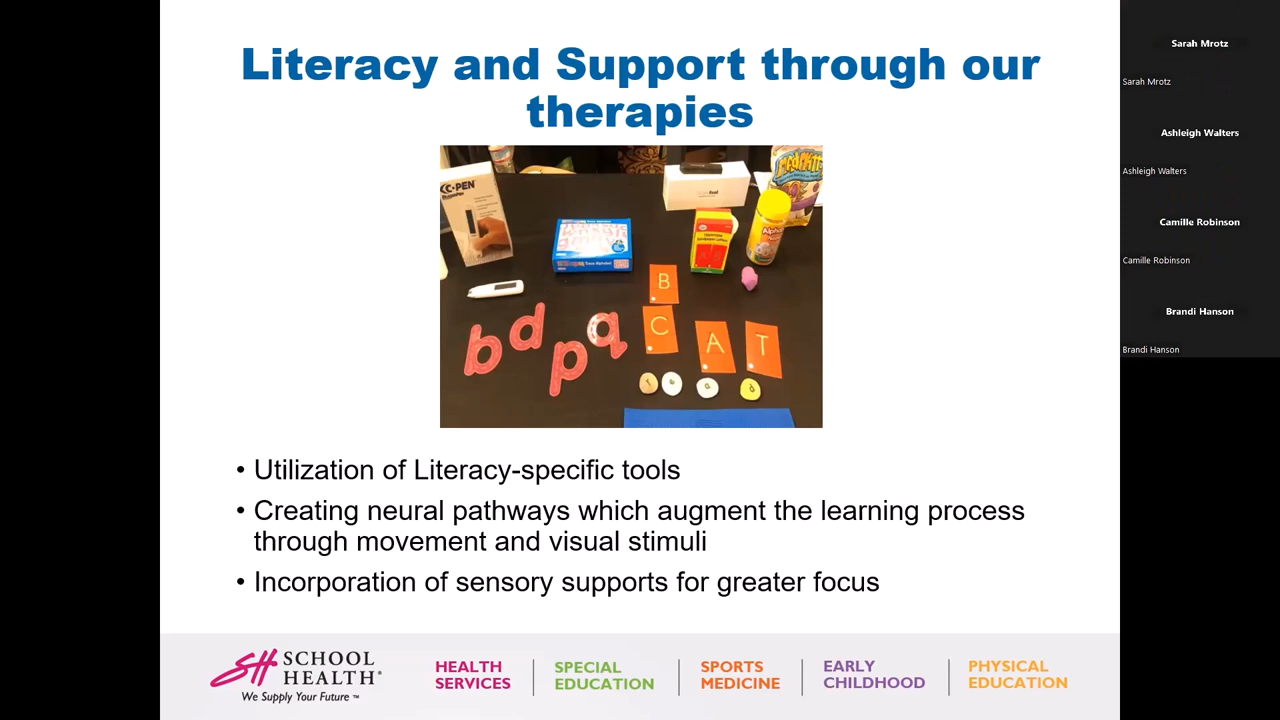 Literacy and Support through our
therapies
C-PEN
B
C
A
T
b
d
p
q
r
e
a
d
• Utilization of Literacy-specific tools
• Creating neural pathways which augment the learning process
through movement and visual stimuli
• Incorporation of sensory supports for greater focus
SH SCHOOL
HEALTH®
We Supply Your Future ™
HEALTH
SERVICES
SPECIAL
EDUCATION
SPORTS
MEDICINE
EARLY
CHILDHOOD
PHYSICAL
EDUCATION
Sarah Mrotz
Sarah Mrotz
Ashleigh Walters
Ashleigh Walters
Camille Robinson
Camille Robinson
Brandi Hanson
Brandi Hanson